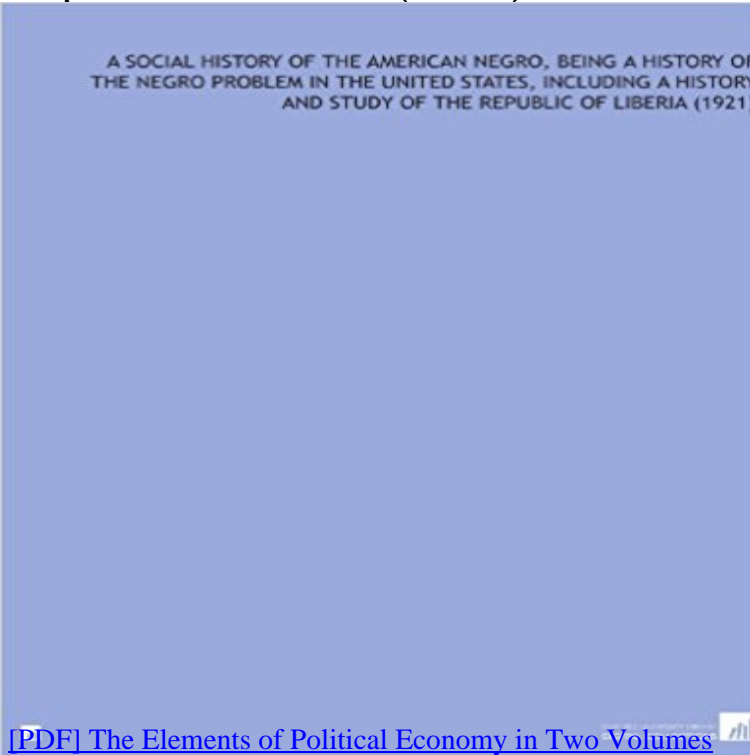 A SOCIAL HISTORY OF THE AMERICAN NEGRO, BEING A HISTORY OF
THE NEGRO PROBLEM IN THE UNITED STATES, INCLUDING A HISTORY
AND STUDY OF THE REPUBLIC OF LIBERIA (1921)
[PDF] The Elements of Political Economy in Two Volumes